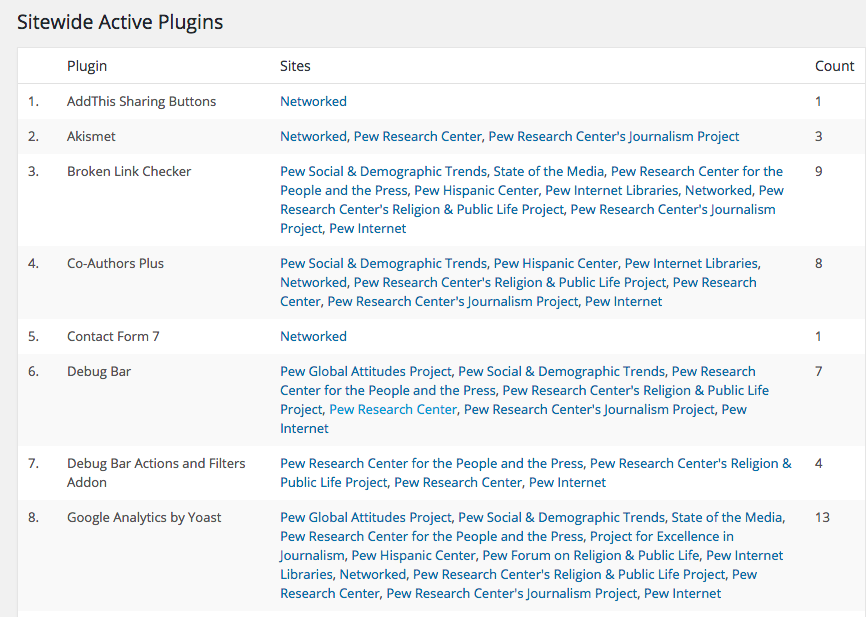 Sitewide Active Plugins
Plugin Sites Count
1. AddThis Sharing Buttons Networked 1
2. Akismet Networked, Pew Research Center, Pew Research Center's Journalism Project 3
3. Broken Link Checker Pew Social & Demographic Trends, State of the Media, Pew Research Center for the 9
People and the Press, Pew Hispanic Center, Pew Internet Libraries, Networked, Pew
Research Center's Religion & Public Life Project, Pew Research Center's Journalism
Project, Pew Internet
4. Co-Authors Plus Pew Social & Demographic Trends, Pew Hispanic Center, Pew Internet Libraries, 8
Networked, Pew Research Center's Religion & Public Life Project, Pew Research
Center, Pew Research Center's Journalism Project, Pew Internet
5. Contact Form 7 Networked 1
6. Debug Bar Pew Global Attitudes Project, Pew Social & Demographic Trends, Pew Research 7
Center for the People and the Press, Pew Research Center's Religion & Public Life
Project, Pew Research Center, Pew Research Center's Journalism Project, Pew
Internet
7. Debug Bar Actions and Filters Pew Research Center for the People and the Press, Pew Research Center's Religion & 4
Addon Public Life Project, Pew Research Center, Pew Internet
8. Google Analytics by Yoast Pew Global Attitudes Project, Pew Social & Demographic Trends, State of the Media, 13
Pew Research Center for the People and the Press, Project for Excellence in
Journalism, Pew Hispanic Center, Pew Forum on Religion & Public Life, Pew Internet
Libraries, Networked, Pew Research Center's Religion & Public Life Project, Pew
Research Center, Pew Research Center's Journalism Project, Pew Internet